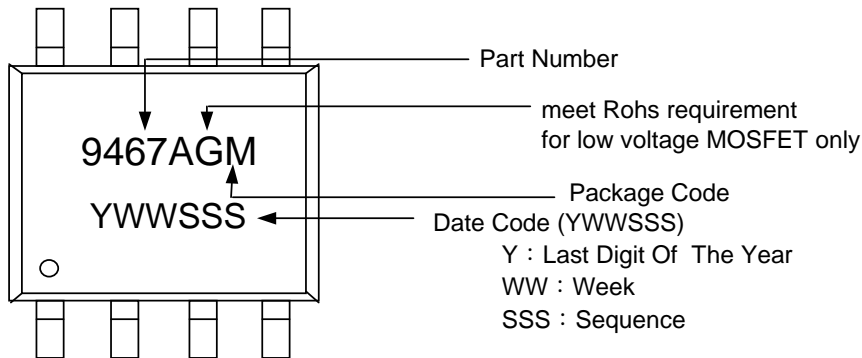 Part Number
meet Rohs requirement
for low voltage MOSFET only
9467AGM
Package Code
YWWSSS
Date Code (YWWSSS)
Y：Last Digit Of The Year
WW：Week
SSS：Sequence